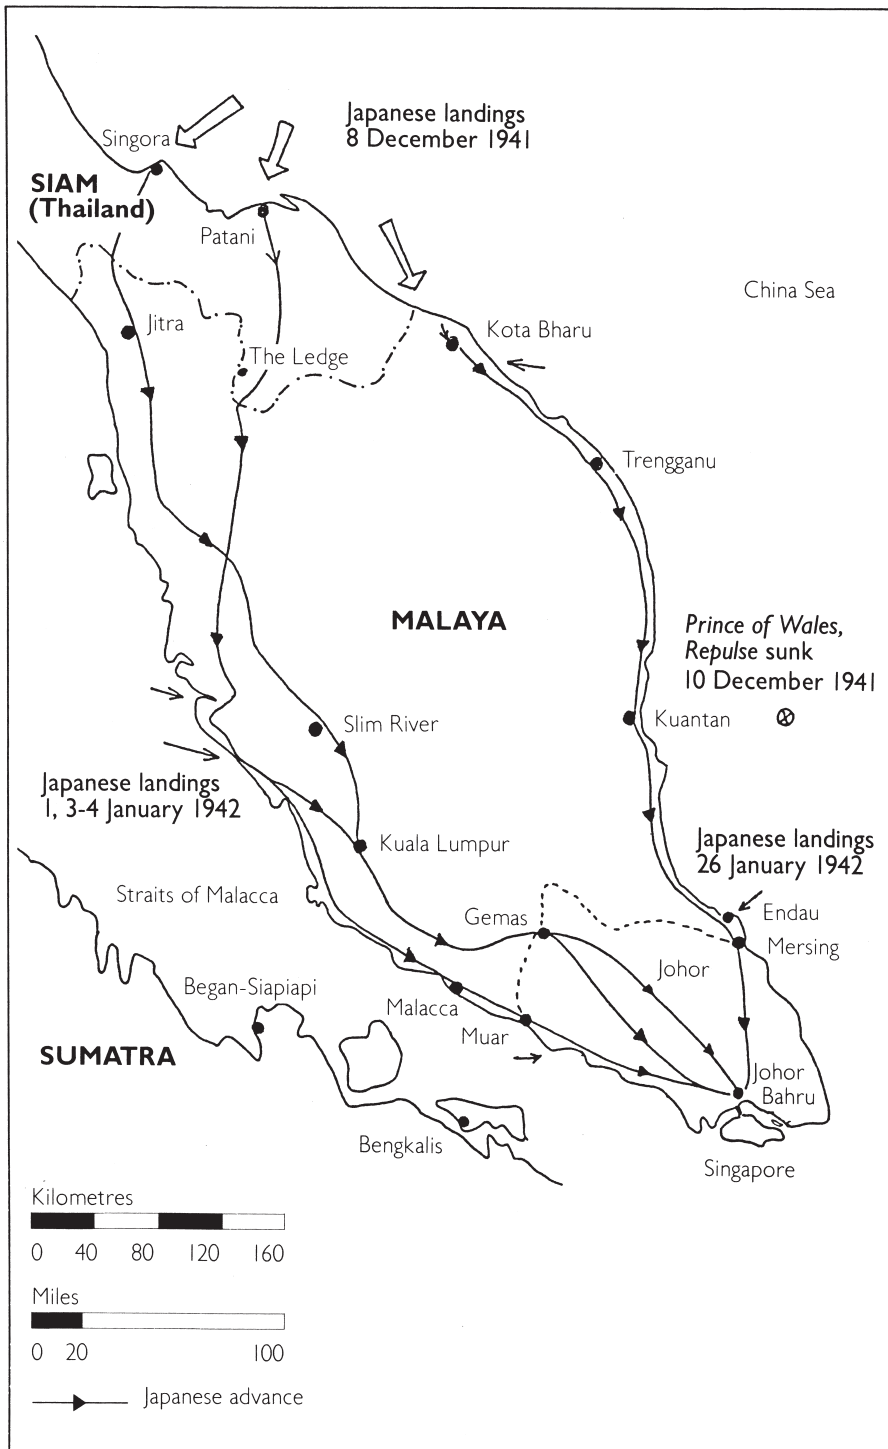 Japanese landings
8 December 1941
Singora
SIAM
(Thailand)
Patani
China Sea
Jitra
Kota Bharu
The Ledge
Trengganu
MALAYA
Prince of Wales,
Repulse sunk
10 December 1941
Slim River
Kuantan
Japanese landings
1, 3-4 January 1942
Kuala Lumpur
Japanese landings
26 January 1942
Straits of Malacca
Gemas
Endau
Mersing
Johor
Began-Siapiapi
Malacca
Muar
SUMATRA
Johor
Bahru
Bengkalis
Singapore
Kilometres
0 40 80 120 160
Miles
0 20 100
Japanese advance